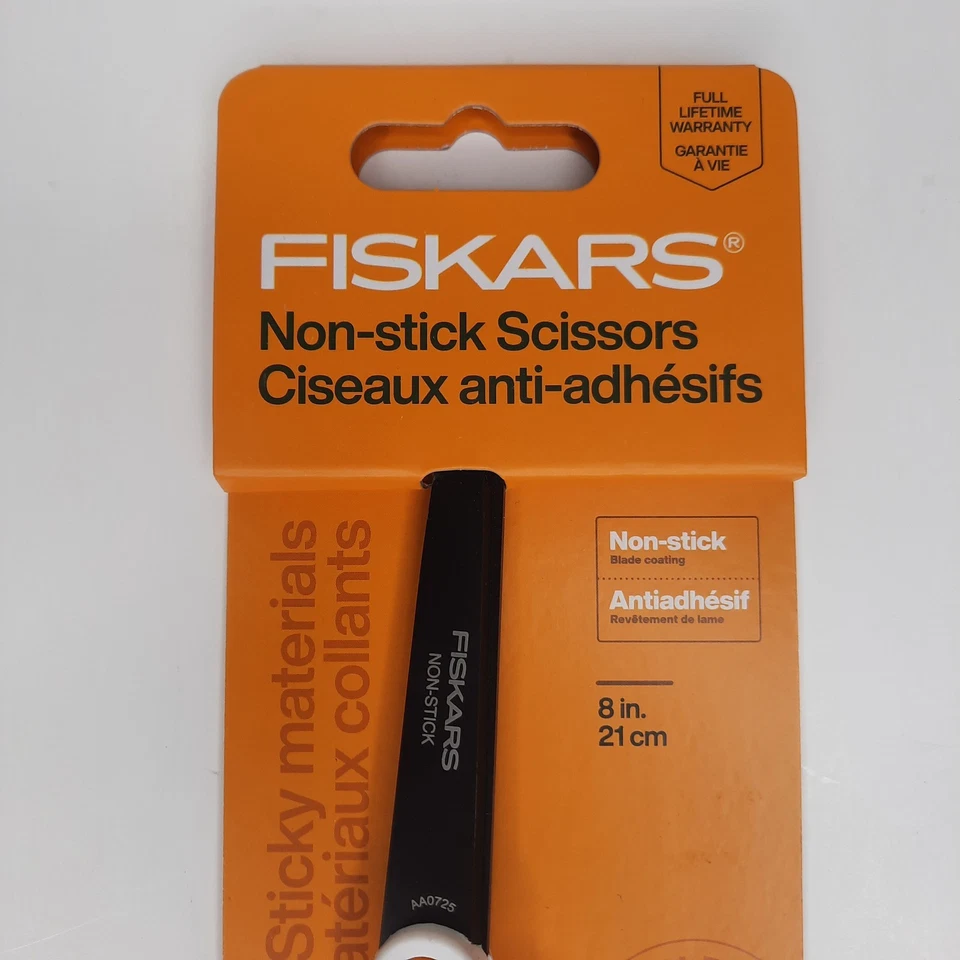 FULL
LIFETIME
WARRANTY
GARANTIE
À VIE
FISKARS®
Non-stick Scissors
Ciseaux anti-adhésifs
Sticky materials
atériaux collants
Non-stick
Blade coating
Antiadhésif
Revêtement de lame
8 in.
21 cm
FISKARS
NON-STICK
AA0725